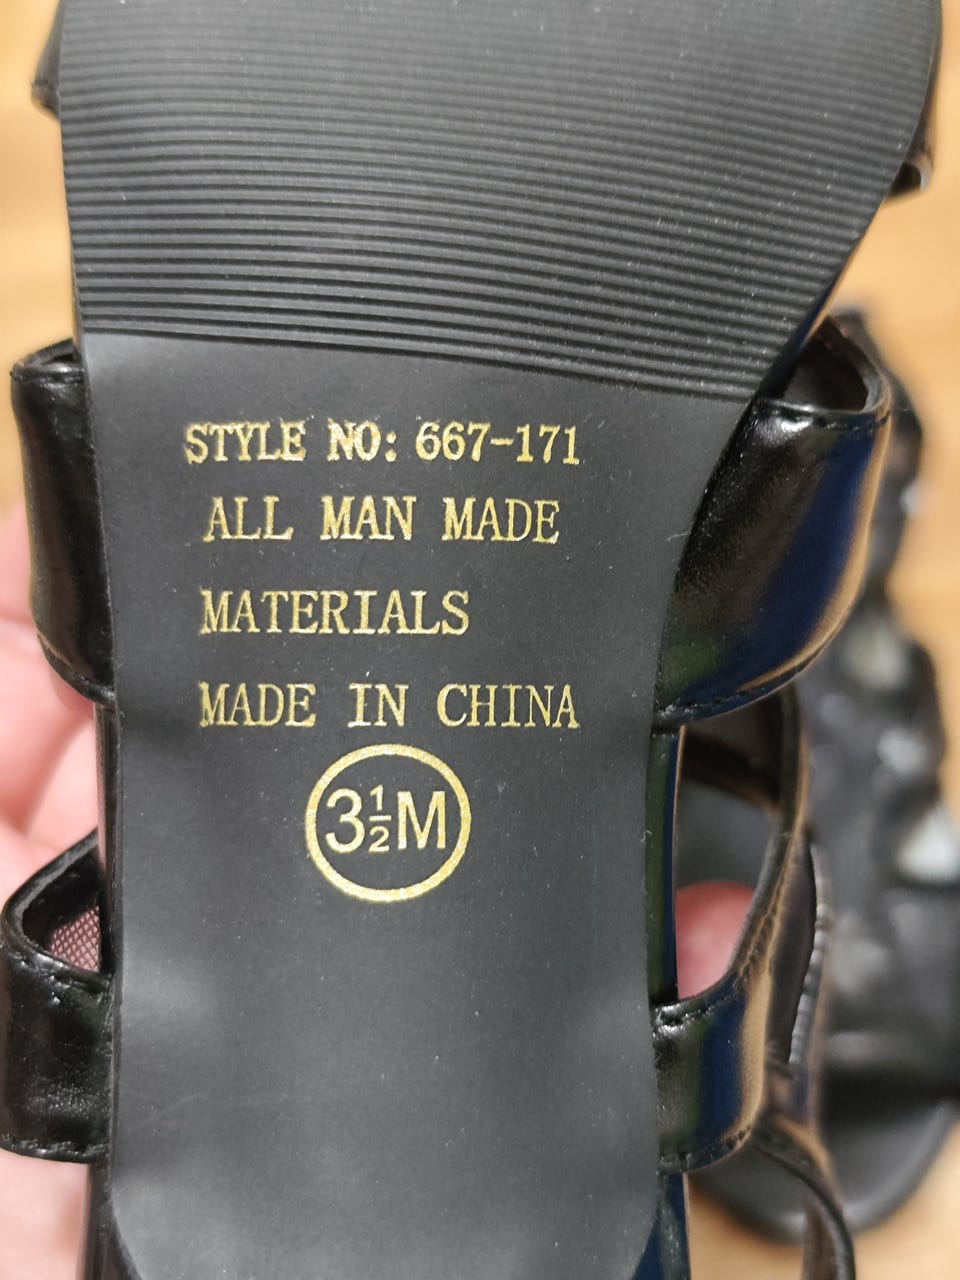 STYLE NO: 667-171
ALL MAN MADE
MATERIALS
MADE IN CHINA
3½M